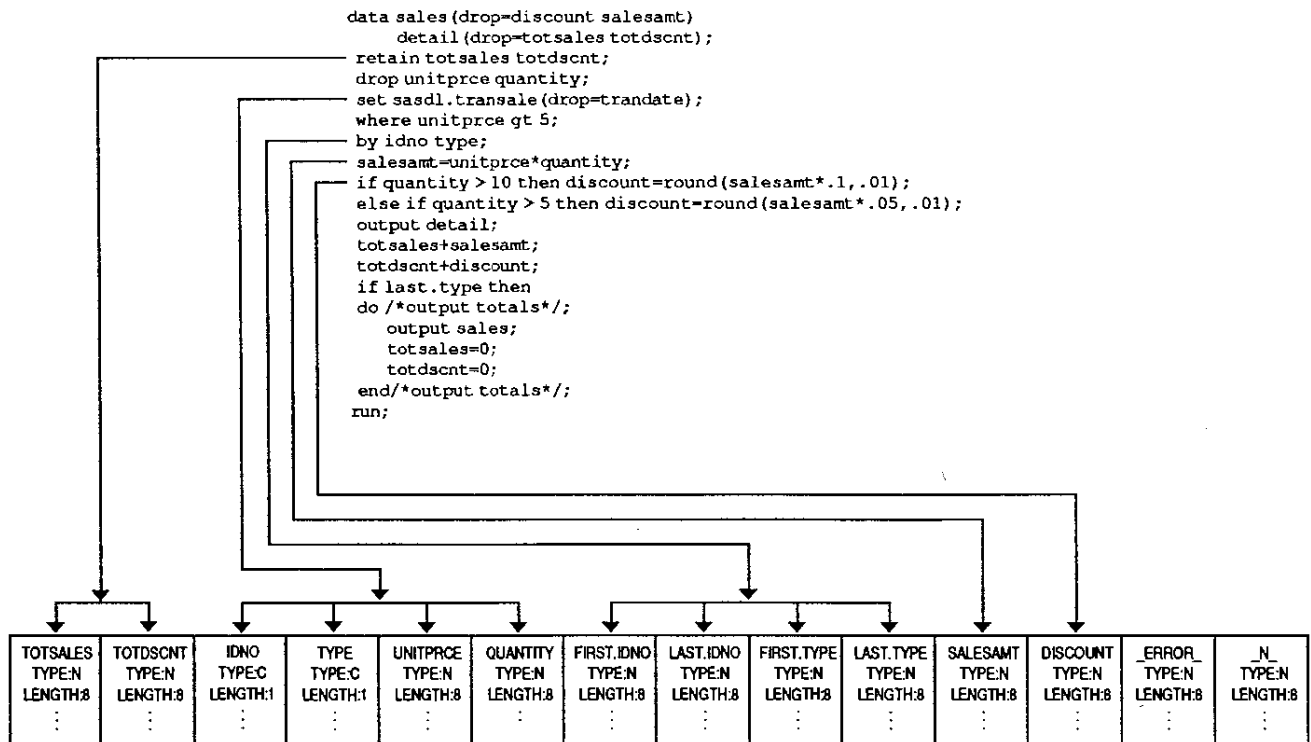 data sales(drop=discount salesamt)
detail(drop=totsales totdscnt);
retain totsales totdscnt;
drop unitprce quantity;
set sasdl.transale(drop=trandate);
where unitprce gt 5;
by idno type;
salesamt=unitprce*quantity;
if quantity > 10 then discount=round(salesamt*.1,.01);
else if quantity > 5 then discount=round(salesamt*.05,.01);
output detail;
totsales+salesamt;
totdscnt+discount;
if last.type then
do /*output totals*/;
output sales;
totsales=0;
totdscnt=0;
end/*output totals*/;
run;
TOTSALES TOTDSCNT IDNO TYPE UNITPRCE QUANTITY FIRST.IDNO LAST.IDNO FIRST.TYPE LAST.TYPE SALESAMT DISCOUNT _ERROR_ _N_
TYPE:N TYPE:N TYPE:C TYPE:C TYPE:N TYPE:N TYPE:N TYPE:N TYPE:N TYPE:N TYPE:N TYPE:N TYPE:N TYPE:N
LENGTH:8 LENGTH:8 LENGTH:1 LENGTH:1 LENGTH:8 LENGTH:8 LENGTH:8 LENGTH:8 LENGTH:8 LENGTH:8 LENGTH:8 LENGTH:8 LENGTH:8 LENGTH:8